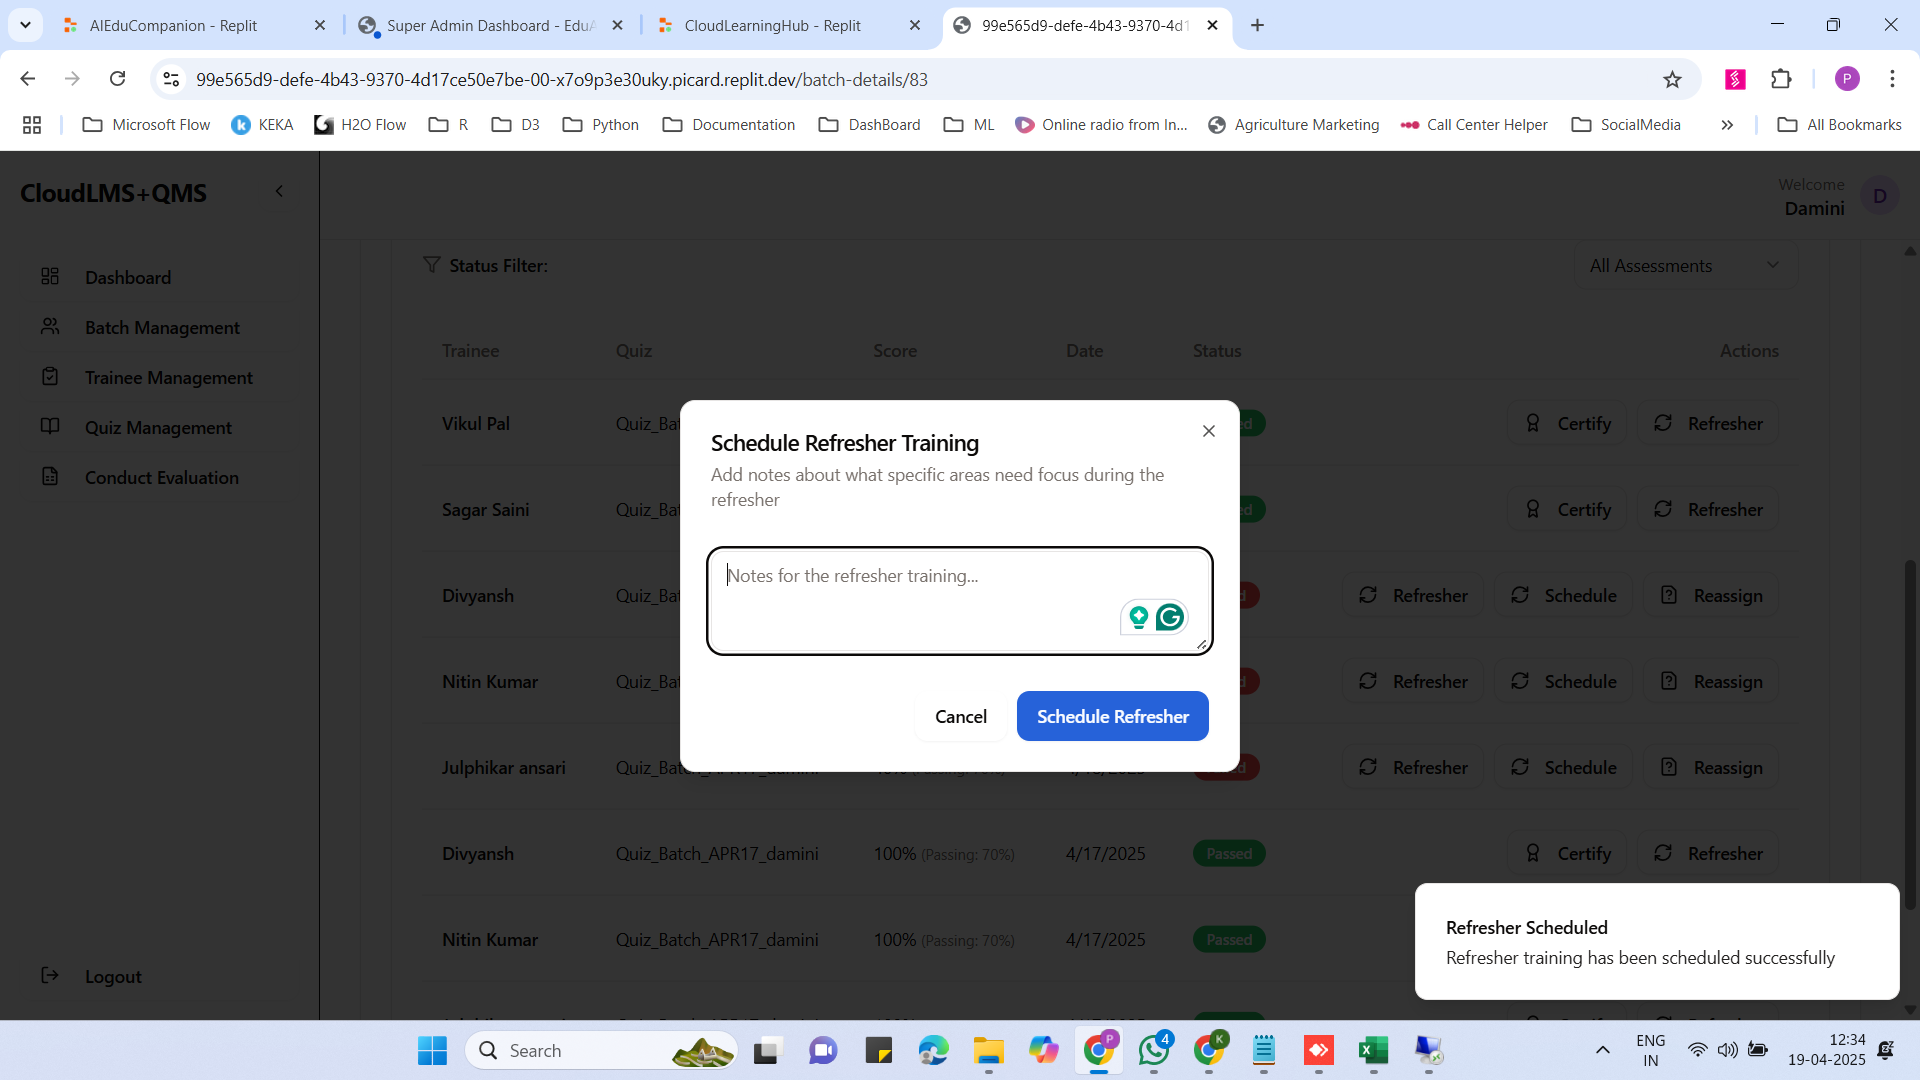 AIEduCompanion - Replit
Super Admin Dashboard - EduA
CloudLearningHub - Replit
99e565d9-defe-4b43-9370-4d1
99e565d9-defe-4b43-9370-4d17ce50e7be-00-x7o9p3e30uky.picard.replit.dev/batch-details/83
P
Microsoft Flow
KEKA
H2O Flow
R
D3
Python
Documentation
DashBoard
ML
Online radio from In...
Agriculture Marketing
Call Center Helper
SocialMedia
All Bookmarks
CloudLMS+QMS
Welcome
Damini
D
Dashboard
Batch Management
Trainee Management
Quiz Management
Conduct Evaluation
Logout
Status Filter:
All Assessments
Trainee Quiz Score Date Status Actions
Vikul Pal Quiz_Ba Certify Refresher
Sagar Saini Quiz_Ba Certify Refresher
Divyansh Quiz_Ba Refresher Schedule Reassign
Nitin Kumar Quiz_Ba Refresher Schedule Reassign
Julphikar ansari Refresher Schedule Reassign
Divyansh Quiz_Batch_APR17_damini 100% (Passing: 70%) 4/17/2025 Passed Certify Refresher
Nitin Kumar Quiz_Batch_APR17_damini 100% (Passing: 70%) 4/17/2025 Passed
Schedule Refresher Training
Add notes about what specific areas need focus during the
refresher
Notes for the refresher training...
Cancel
Schedule Refresher
Refresher Scheduled
Refresher training has been scheduled successfully
Search
P
4
K
ENG
IN
12:34
19-04-2025